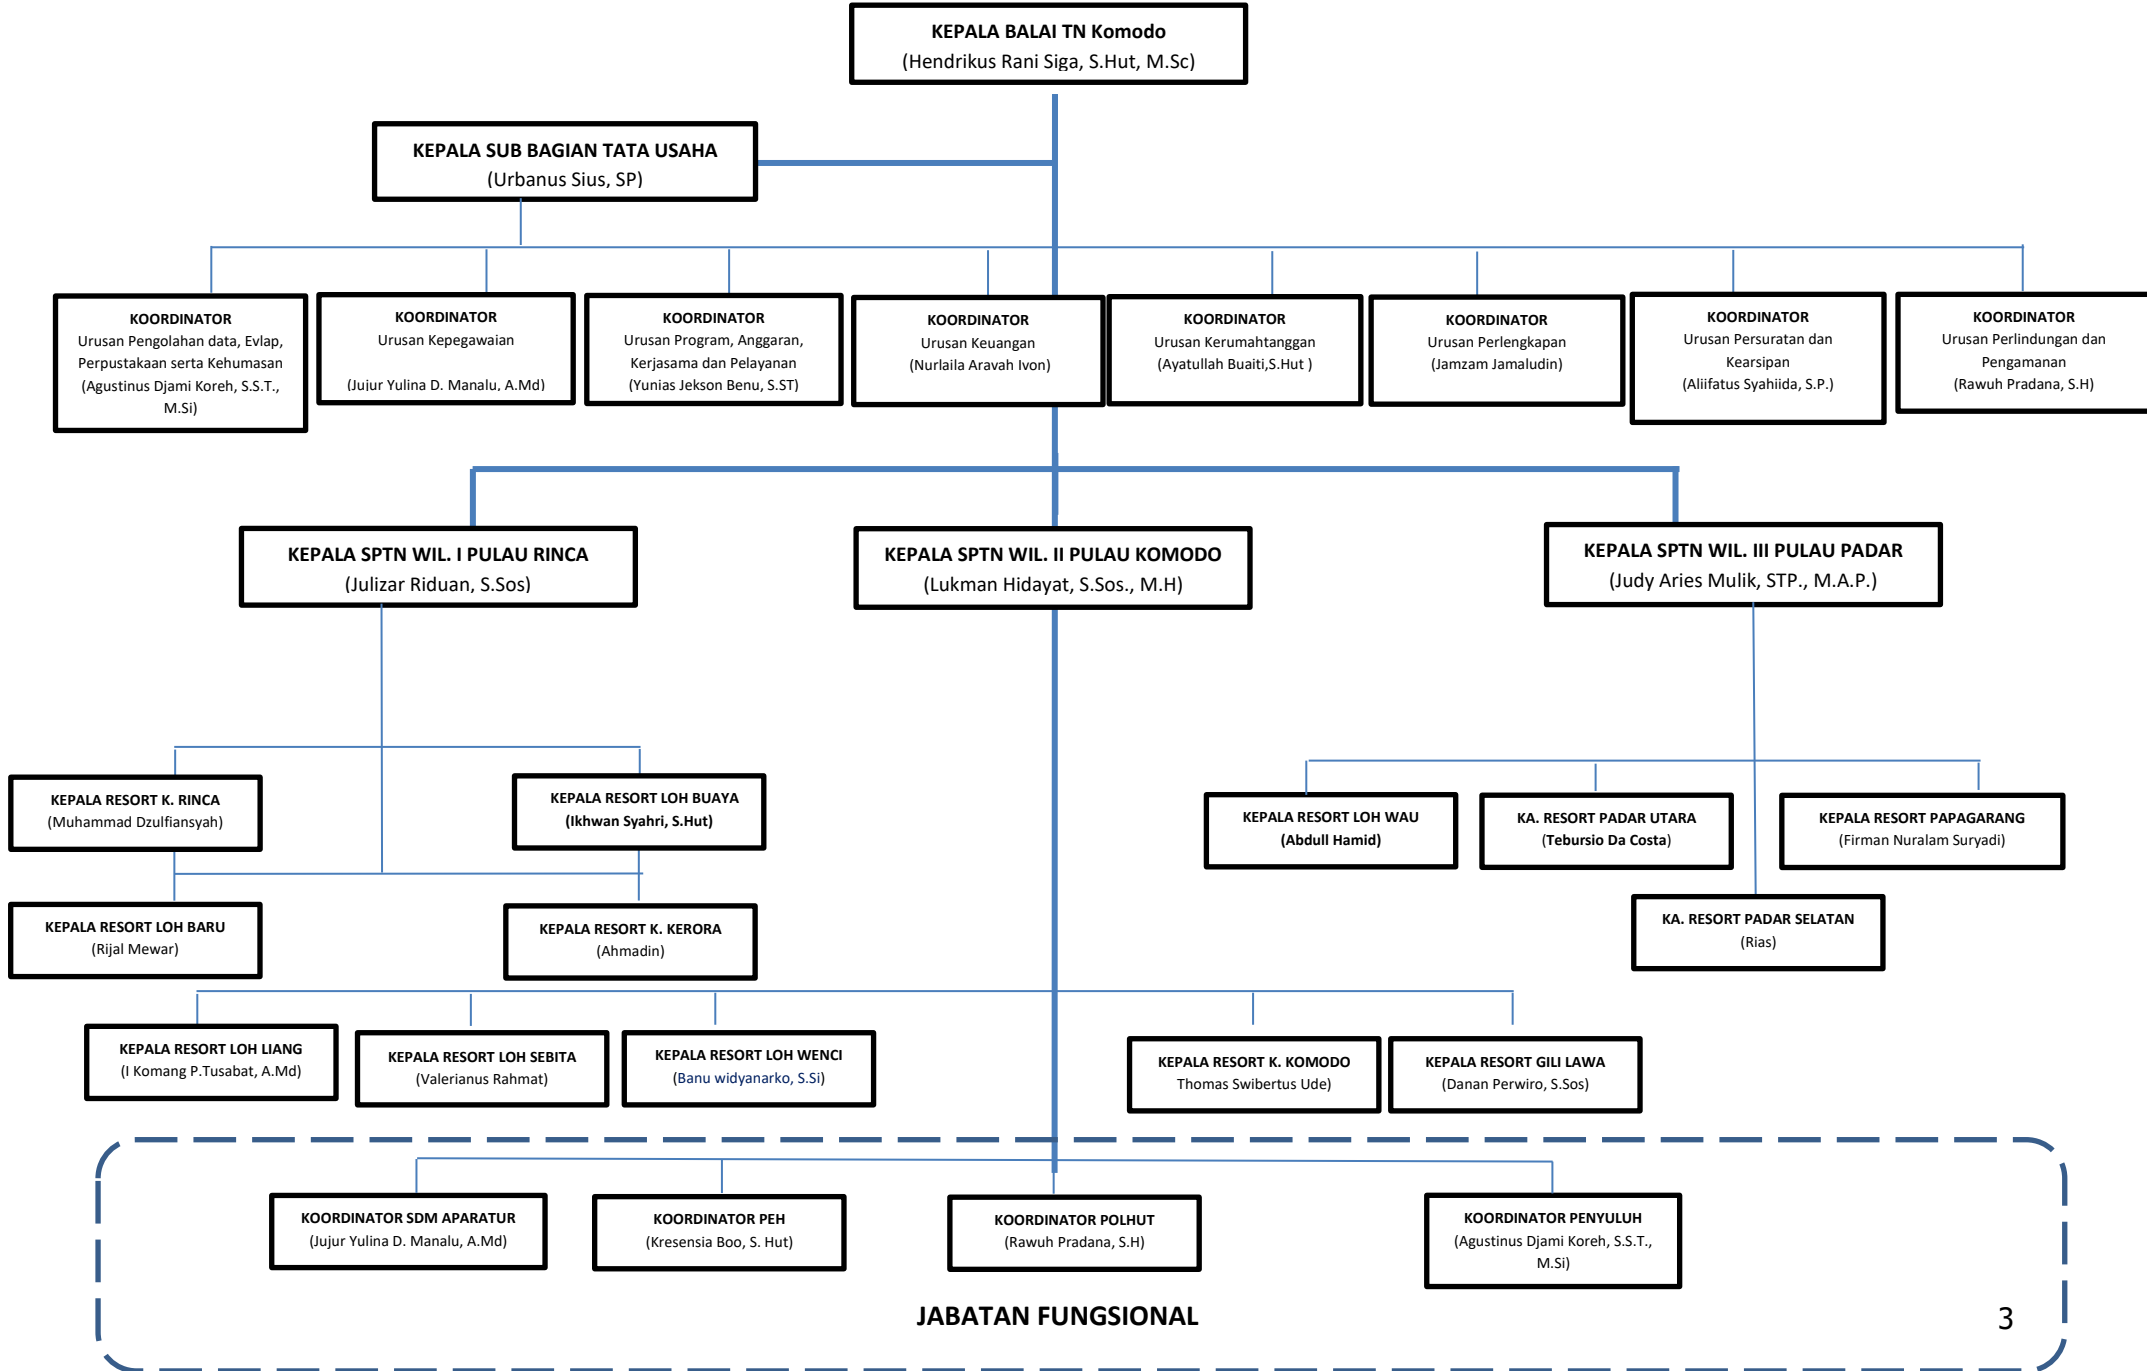 KEPALA BALAI TN Komodo
(Hendrikus Rani Siga, S.Hut, M.Sc)
KEPALA SUB BAGIAN TATA USAHA
(Urbanus Sius, SP)
KOORDINATOR
Urusan Pengolahan data, Evlap,
Perpustakaan serta Kehumasan
(Agustinus Djami Koreh, S.S.T.,
M.Si)
KOORDINATOR
Urusan Kepegawaian
(Jujur Yulina D. Manalu, A.Md)
KOORDINATOR
Urusan Program, Anggaran,
Kerjasama dan Pelayanan
(Yunias Jekson Benu, S.ST)
KOORDINATOR
Urusan Keuangan
(Nurlaila Aravah Ivon)
KOORDINATOR
Urusan Kerumahtanggan
(Ayatullah Buaiti,S.Hut )
KOORDINATOR
Urusan Perlengkapan
(Jamzam Jamaludin)
KOORDINATOR
Urusan Persuratan dan
Kearsipan
(Aliifatus Syahiida, S.P.)
KOORDINATOR
Urusan Perlindungan dan
Pengamanan
(Rawuh Pradana, S.H)
KEPALA SPTN WIL. I PULAU RINCA
(Julizar Riduan, S.Sos)
KEPALA SPTN WIL. II PULAU KOMODO
(Lukman Hidayat, S.Sos., M.H)
KEPALA SPTN WIL. III PULAU PADAR
(Judy Aries Mulik, STP., M.A.P.)
KEPALA RESORT K. RINCA
(Muhammad Dzulfiansyah)
KEPALA RESORT LOH BUAYA
(Ikhwan Syahri, S.Hut)
KEPALA RESORT LOH WAU
(Abdull Hamid)
KA. RESORT PADAR UTARA
(Tebursio Da Costa)
KEPALA RESORT PAPAGARANG
(Firman Nuralam Suryadi)
KEPALA RESORT LOH BARU
(Rijal Mewar)
KEPALA RESORT K. KERORA
(Ahmadin)
KA. RESORT PADAR SELATAN
(Rias)
KEPALA RESORT LOH LIANG
(I Komang P.Tusabat, A.Md)
KEPALA RESORT LOH SEBITA
(Valerianus Rahmat)
KEPALA RESORT LOH WENCI
(Banu widyanarko, S.Si)
KEPALA RESORT K. KOMODO
Thomas Swibertus Ude)
KEPALA RESORT GILI LAWA
(Danan Perwiro, S.Sos)
KOORDINATOR SDM APARATUR
(Jujur Yulina D. Manalu, A.Md)
KOORDINATOR PEH
(Kresensia Boo, S. Hut)
KOORDINATOR POLHUT
(Rawuh Pradana, S.H)
KOORDINATOR PENYULUH
(Agustinus Djami Koreh, S.S.T.,
M.Si)
JABATAN FUNGSIONAL
3